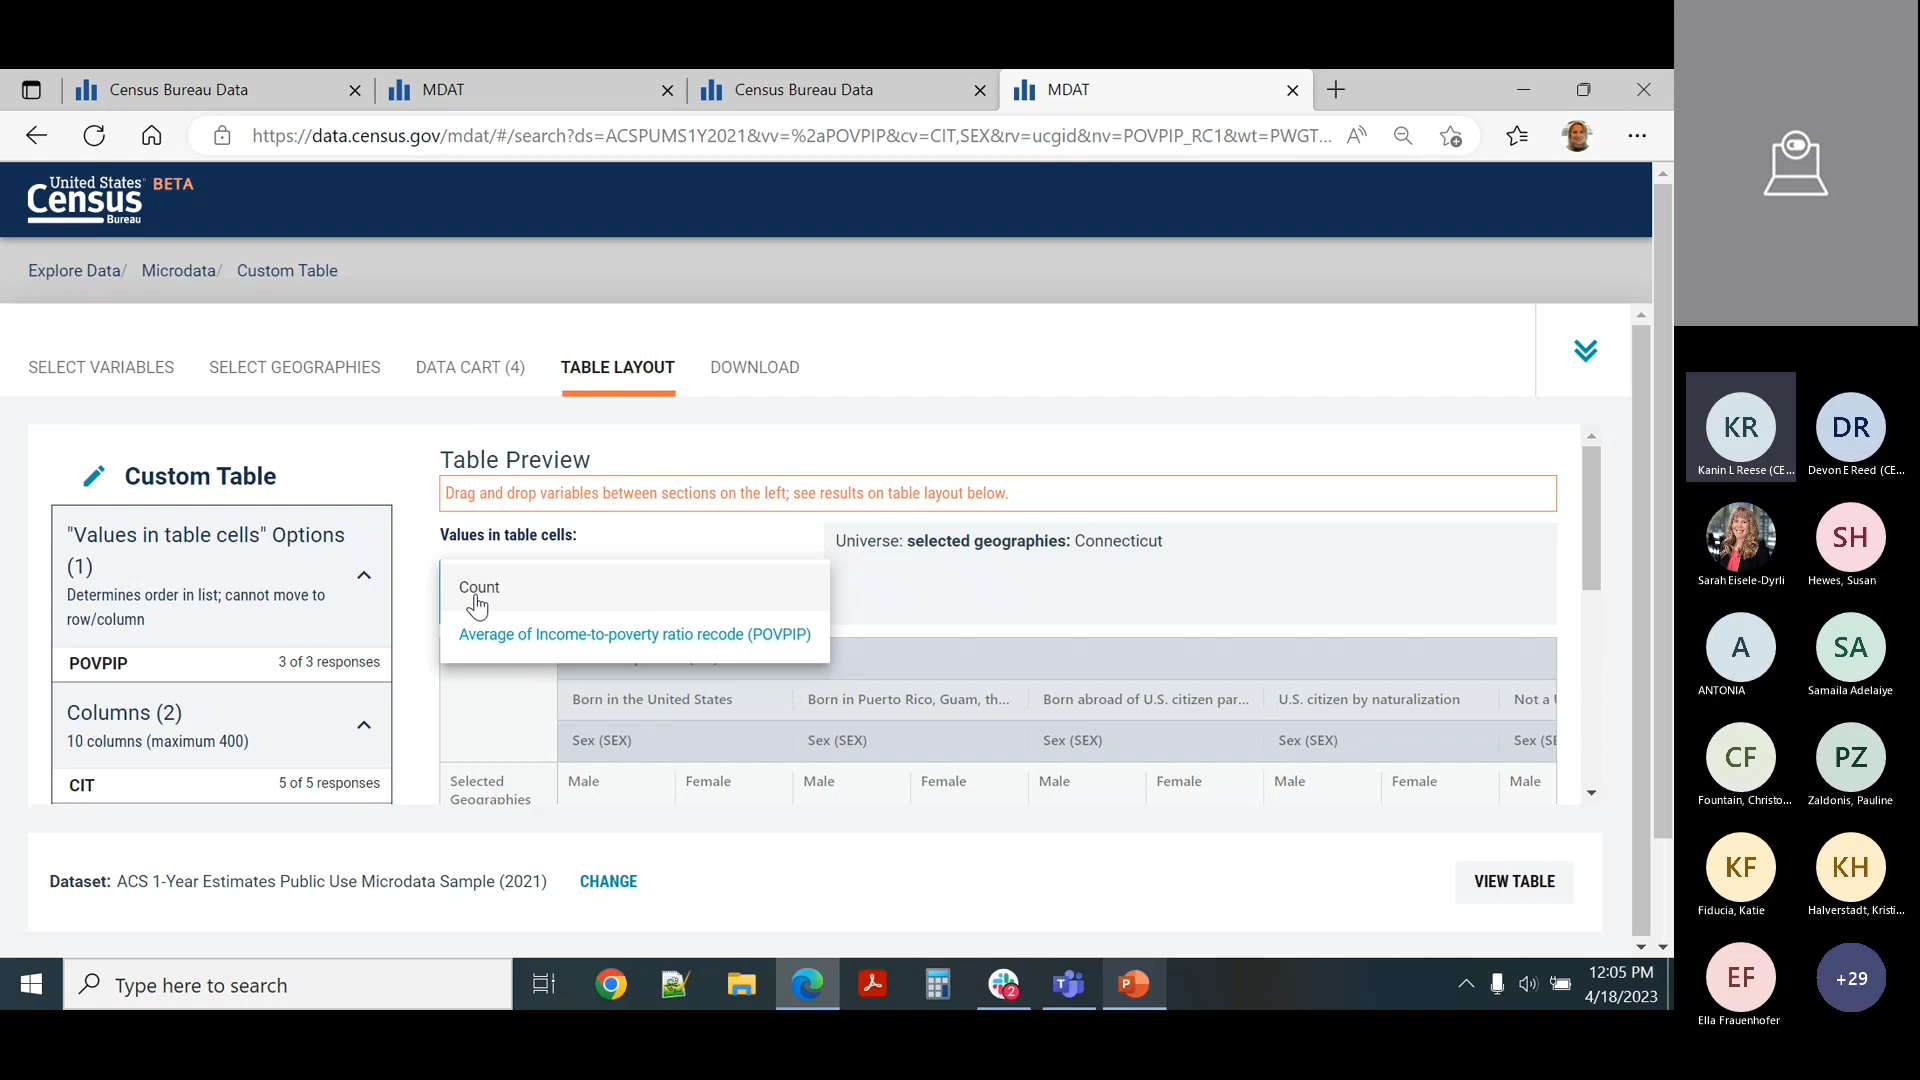 Census Bureau Data
MDAT
Census Bureau Data
MDAT
https://data.census.gov/mdat/#/search?ds=ACSPUMS1Y2021&vv=%2aPOVPIP&cv=CIT,SEX&rv=ucgid&nv=POVPIP_RC1&wt=PWGT...
United States
Census
Bureau
BETA
Explore Data/ Microdata/ Custom Table
SELECT VARIABLES
SELECT GEOGRAPHIES
DATA CART (4)
TABLE LAYOUT
DOWNLOAD
Custom Table
"Values in table cells" Options
(1)
Determines order in list; cannot move to
row/column
POVPIP 3 of 3 responses
Columns (2)
10 columns (maximum 400)
CIT 5 of 5 responses
Table Preview
Drag and drop variables between sections on the left; see results on table layout below.
Values in table cells:
Universe: selected geographies: Connecticut
Count
Average of Income-to-poverty ratio recode (POVPIP)
Born in the United States
Born in Puerto Rico, Guam, th...
Born abroad of U.S. citizen par...
U.S. citizen by naturalization
Not a
Sex (SEX)
Sex (SEX)
Sex (SEX)
Sex (SEX)
Sex (SE
Selected
Geographies
Male Female Male Female Male Female Male Female Male
Dataset: ACS 1-Year Estimates Public Use Microdata Sample (2021) CHANGE
VIEW TABLE
Type here to search
2
12:05 PM
4/18/2023
KR
Kanin L Reese (CE...
DR
Devon E Reed (CE...
Sarah Eisele-Dyrli
SH
Hewes, Susan
A
ANTONIA
SA
Samaila Adelaiye
CF
Fountain, Christo...
PZ
Zaldonis, Pauline
KF
Fiducia, Katie
KH
Halverstadt, Kristi...
EF
Ella Frauenhofer
+29